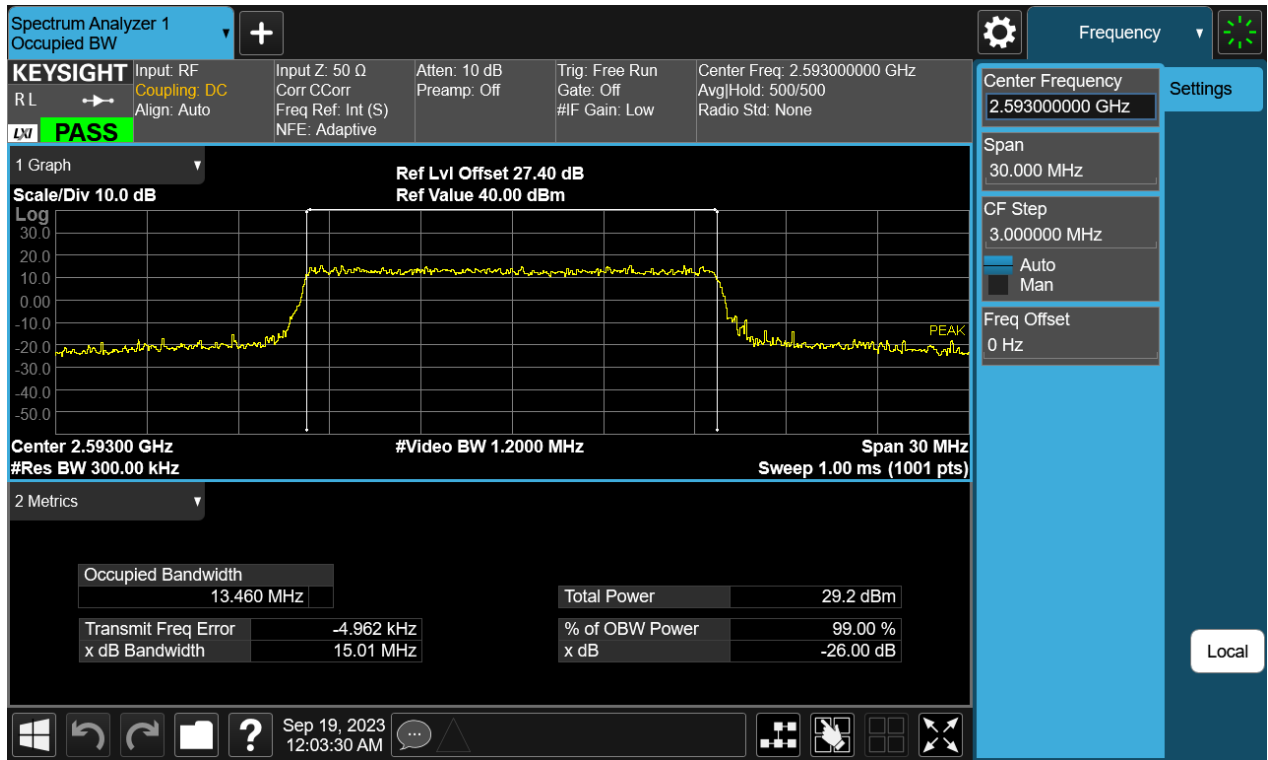 Spectrum Analyzer 1
Occupied BW
+
Frequency
KEYSIGHT
R L
LXI
PASS
Input: RF
Coupling: DC
Align: Auto
Input Z: 50 Ω
Corr CCorr
Freq Ref: Int (S)
NFE: Adaptive
Atten: 10 dB
Preamp: Off
Trig: Free Run
Gate: Off
#IF Gain: Low
Center Freq: 2.593000000 GHz
Avg|Hold: 500/500
Radio Std: None
Center Frequency
2.593000000 GHz
Settings
Span
30.000 MHz
CF Step
3.000000 MHz
Auto
Man
Freq Offset
0 Hz
1 Graph
Scale/Div 10.0 dB
Ref Lvl Offset 27.40 dB
Ref Value 40.00 dBm
Log
30.0
20.0
10.0
0.00
-10.0
-20.0
-30.0
-40.0
-50.0
PEAK
Center 2.59300 GHz
#Video BW 1.2000 MHz
Span 30 MHz
#Res BW 300.00 kHz
Sweep 1.00 ms (1001 pts)
2 Metrics
Occupied Bandwidth
13.460 MHz
Total Power 29.2 dBm
Transmit Freq Error -4.962 kHz
% of OBW Power 99.00 %
x dB Bandwidth 15.01 MHz
x dB -26.00 dB
Local
?
Sep 19, 2023
12:03:30 AM